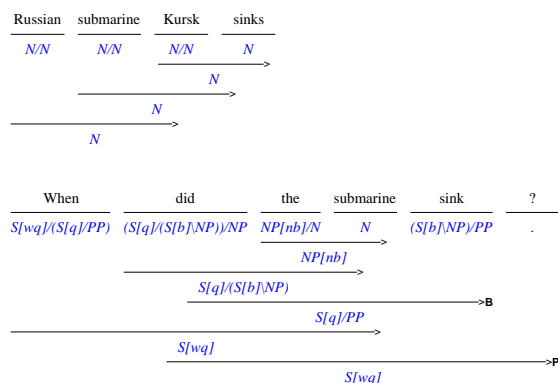 Russian submarine Kursk sinks
N/N N/N N/N N
>
N
>
N
>
N
When did the submarine sink ?
S[wq]/(S[q]/PP) (S[q]/(S[b]\NP))/NP NP[nb]/N N (S[b]\NP)/PP .
>
NP[nb]
>
S[q]/(S[b]\NP)
>B
S[q]/PP
>
S[wq]
>P
S[wq]